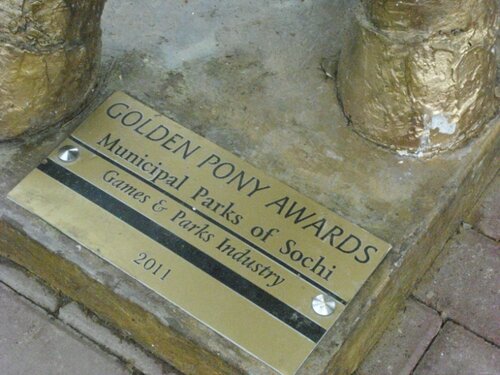 GOLDEN PONY AWARDS
Municipal Parks of Sochi
Games & Parks Industry
2011